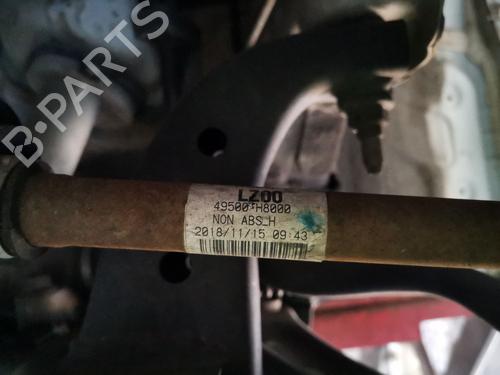 B-PARTS
LZ00
49500-H8000
NON ABS_H
2018/11/15 09:43